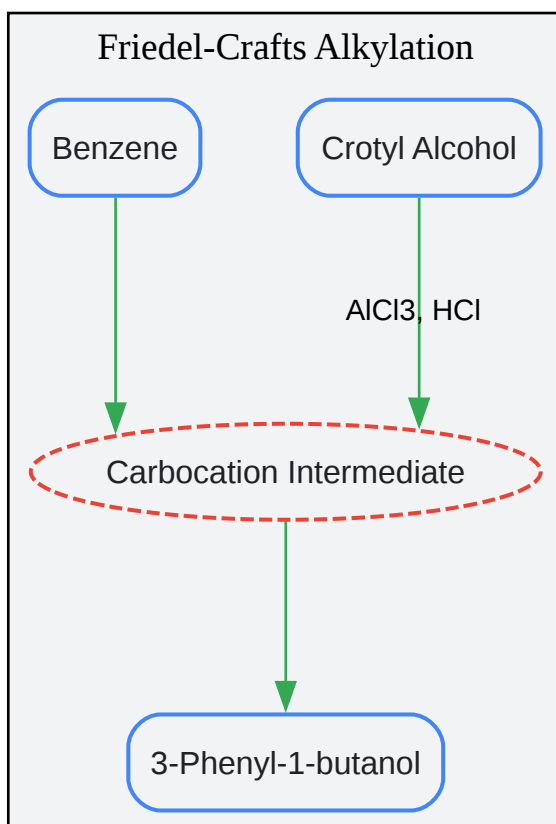 Friedel-Crafts Alkylation
Benzene
Crotyl Alcohol
AlCl3, HCl
Carbocation Intermediate
3-Phenyl-1-butanol